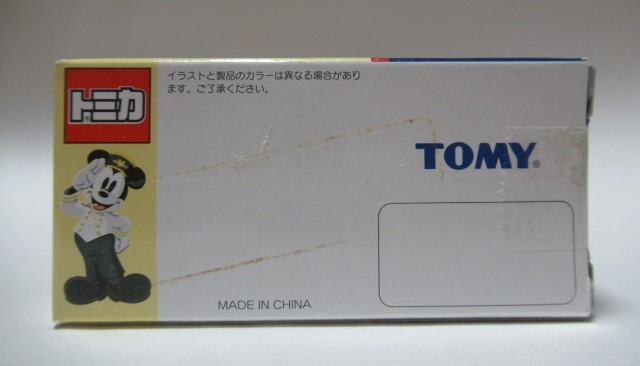 トミカ
イラストと製品のカラーは異なる場合があり
ます。ご了承ください。
TOMY®
MADE IN CHINA